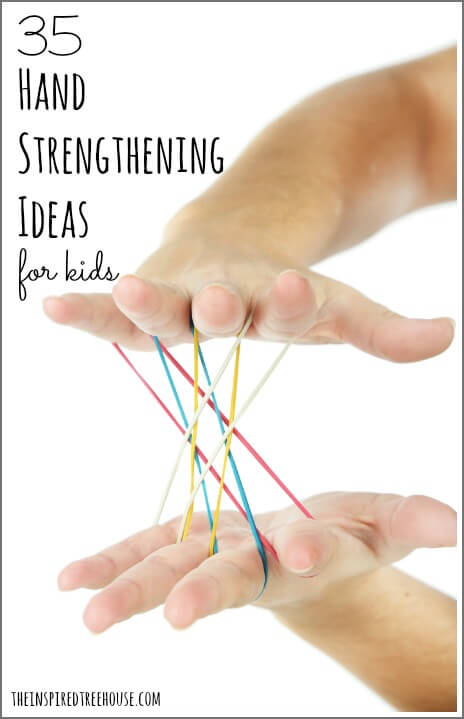 35
HAND
STRENGTHENING
IDEAS
for kids
THEINSPIREDTREEHOUSE.COM